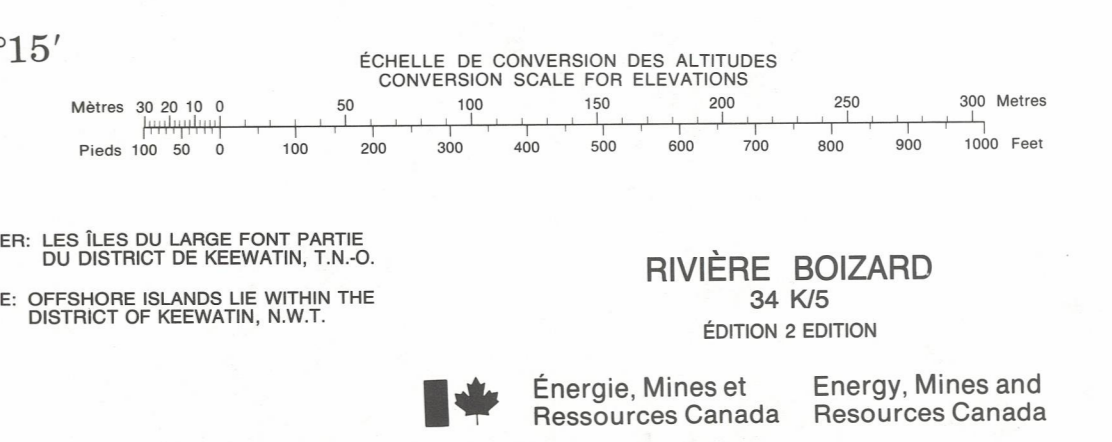 °15′
ÉCHELLE DE CONVERSION DES ALTITUDES
CONVERSION SCALE FOR ELEVATIONS
Mètres 30 20 10 0 50 100 150 200 250 300 Metres
Pieds 100 50 0 100 200 300 400 500 600 700 800 900 1000 Feet
ER: LES ÎLES DU LARGE FONT PARTIE
DU DISTRICT DE KEEWATIN, T.N.-O.
E: OFFSHORE ISLANDS LIE WITHIN THE
DISTRICT OF KEEWATIN, N.W.T.
RIVIÈRE BOIZARD
34 K/5
ÉDITION 2 EDITION
Énergie, Mines et
Ressources Canada
Energy, Mines and
Resources Canada